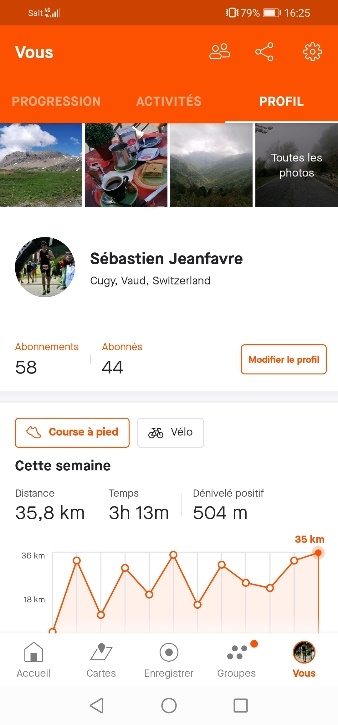 Salt 79% 16:25
Vous
PROGRESSION ACTIVITÉS PROFIL
Toutes les
photos
Sébastien Jeanfavre
Cugy, Vaud, Switzerland
Abonnements Abonnés
58 44
Modifier le profil
Course à pied Vélo
Cette semaine
Distance Temps Dénivelé positif
35,8 km 3h 13m 504 m
35 km
36 km
18 km
Accueil Cartes Enregistrer Groupes Vous